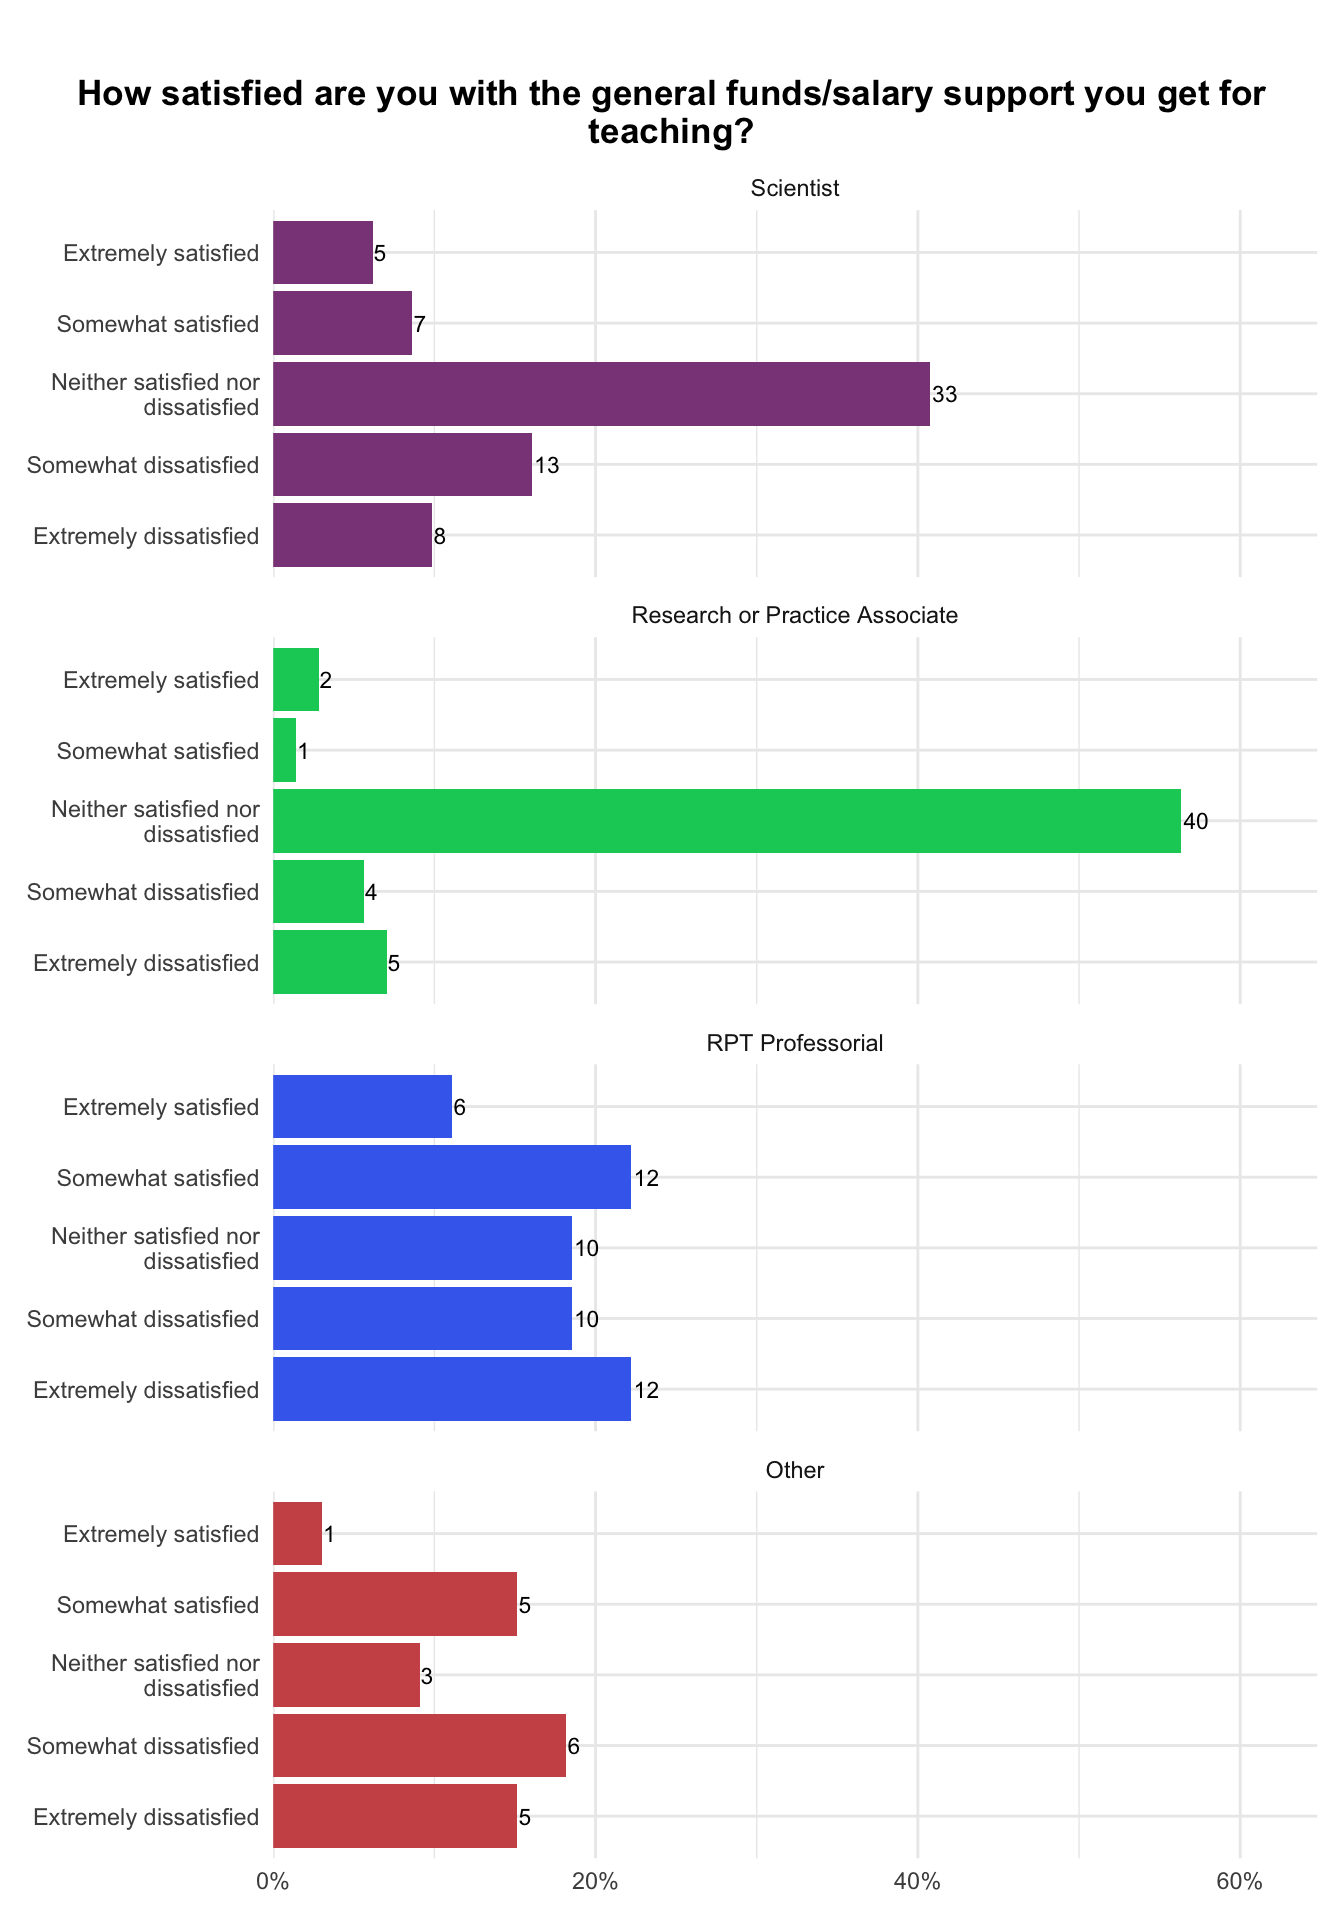 How satisfied are you with the general funds/salary support you get for
teaching?
Scientist
Extremely satisfied
5
Somewhat satisfied
7
Neither satisfied nor
dissatisfied
33
Somewhat dissatisfied
13
Extremely dissatisfied
8
Research or Practice Associate
Extremely satisfied
2
Somewhat satisfied
1
Neither satisfied nor
dissatisfied
40
Somewhat dissatisfied
4
Extremely dissatisfied
5
RPT Professorial
Extremely satisfied
6
Somewhat satisfied
12
Neither satisfied nor
dissatisfied
10
Somewhat dissatisfied
10
Extremely dissatisfied
12
Other
Extremely satisfied
1
Somewhat satisfied
5
Neither satisfied nor
dissatisfied
3
Somewhat dissatisfied
6
Extremely dissatisfied
5
0% 20% 40% 60%